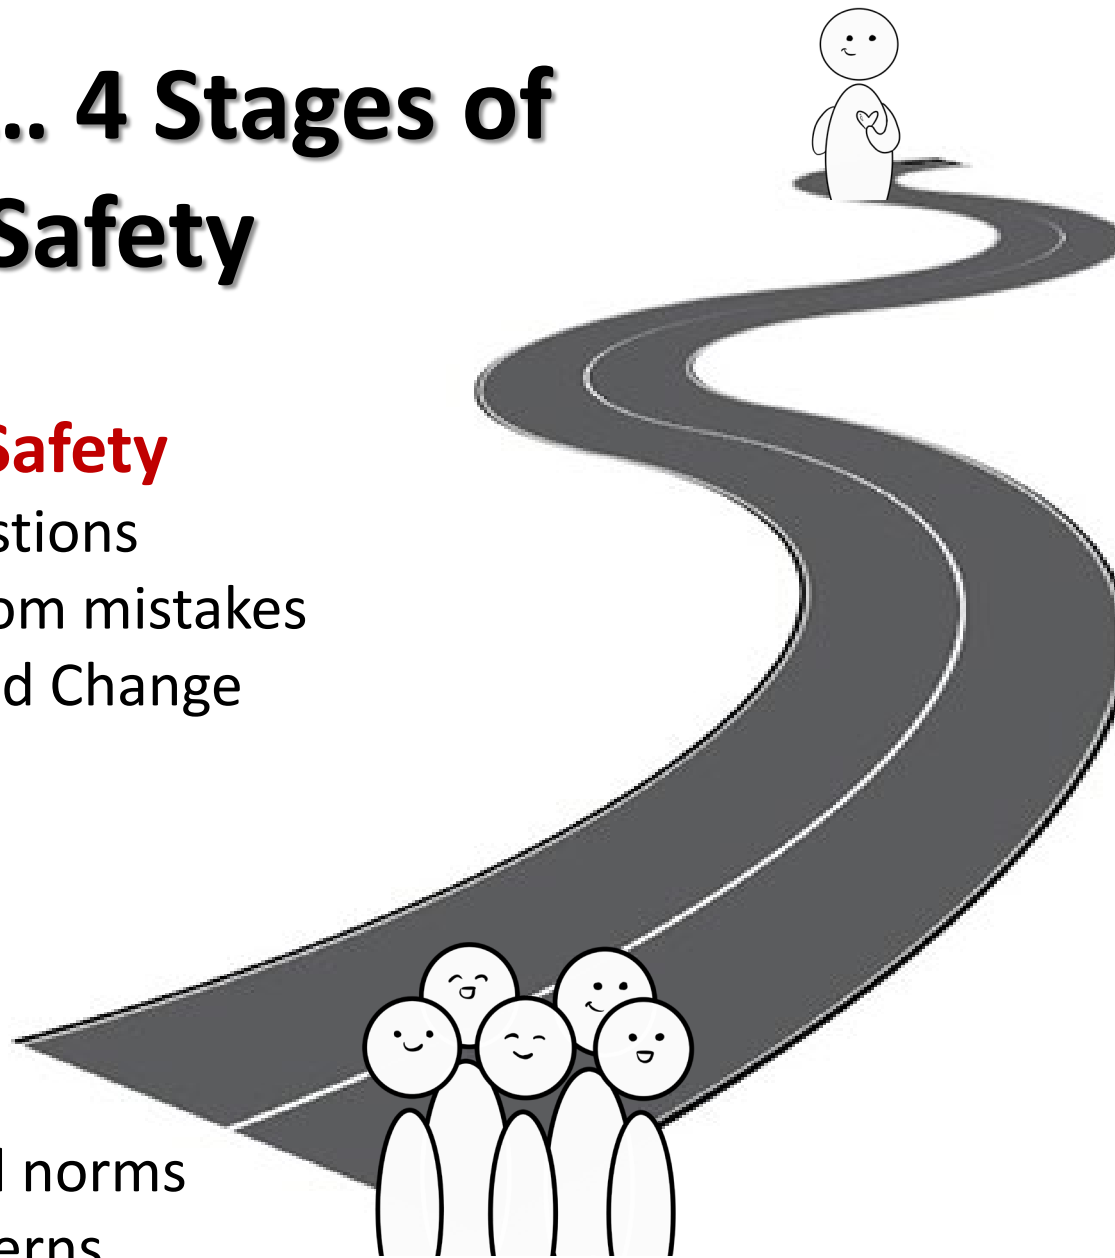 … 4 Stages of
Safety
Safety
stions
om mistakes
d Change
norms
erns